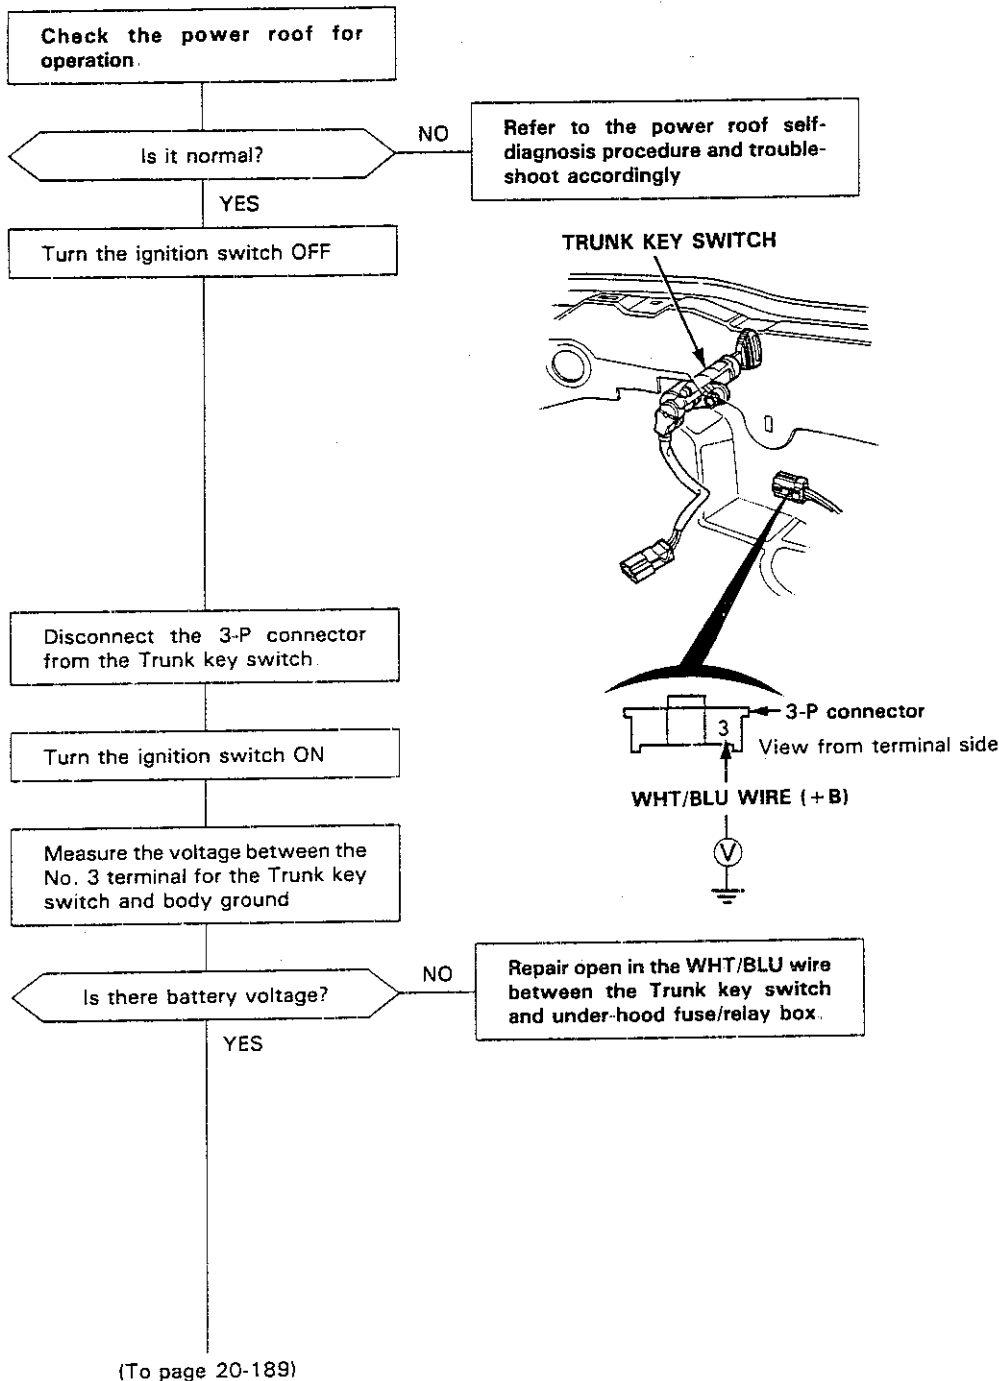 Check the power roof for
operation.
Is it normal?
NO
Refer to the power roof self-
diagnosis procedure and trouble-
shoot accordingly
YES
Turn the ignition switch OFF
TRUNK KEY SWITCH
Disconnect the 3-P connector
from the Trunk key switch.
3-P connector
3
View from terminal side
Turn the ignition switch ON
WHT/BLU WIRE (+B)
Measure the voltage between the
No. 3 terminal for the Trunk key
switch and body ground
V
Is there battery voltage?
NO
Repair open in the WHT/BLU wire
between the Trunk key switch
and under-hood fuse/relay box.
YES
(To page 20-189)